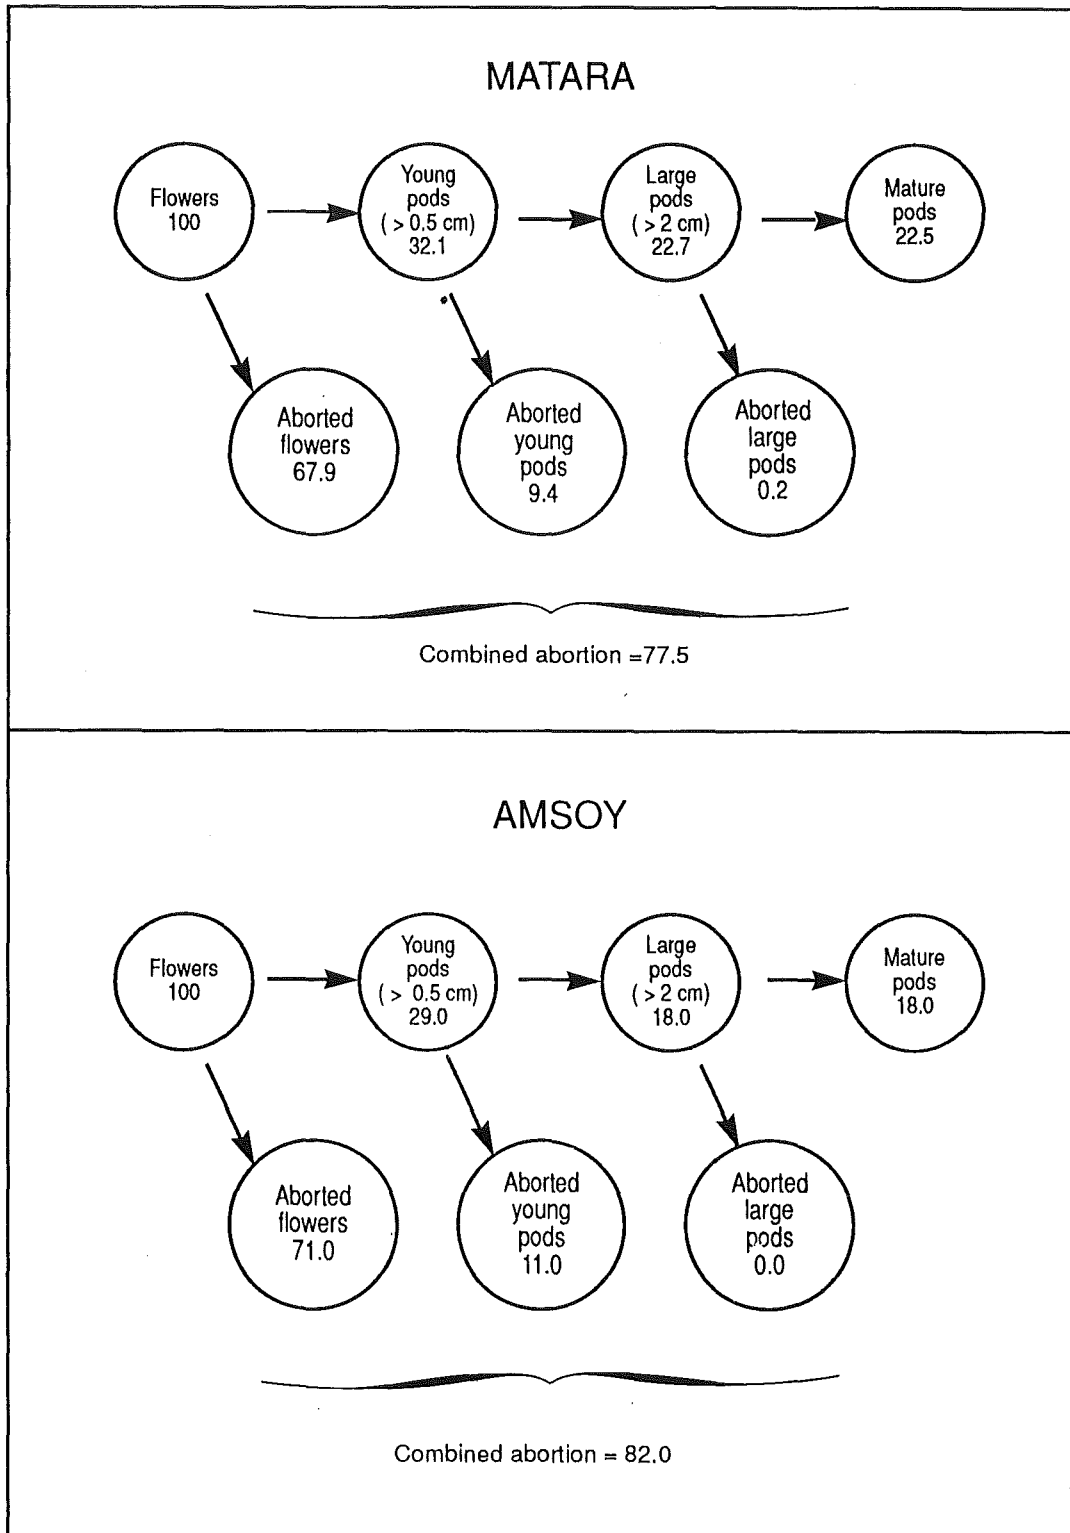 MATARA
Flowers
100
Young
pods
( > 0.5 cm)
32.1
Large
pods
( > 2 cm)
22.7
Mature
pods
22.5
Aborted
flowers
67.9
Aborted
young
pods
9.4
Aborted
large
pods
0.2
Combined abortion =77.5
AMSOY
Flowers
100
Young
pods
( > 0.5 cm)
29.0
Large
pods
( > 2 cm)
18.0
Mature
pods
18.0
Aborted
flowers
71.0
Aborted
young
pods
11.0
Aborted
large
pods
0.0
Combined abortion = 82.0